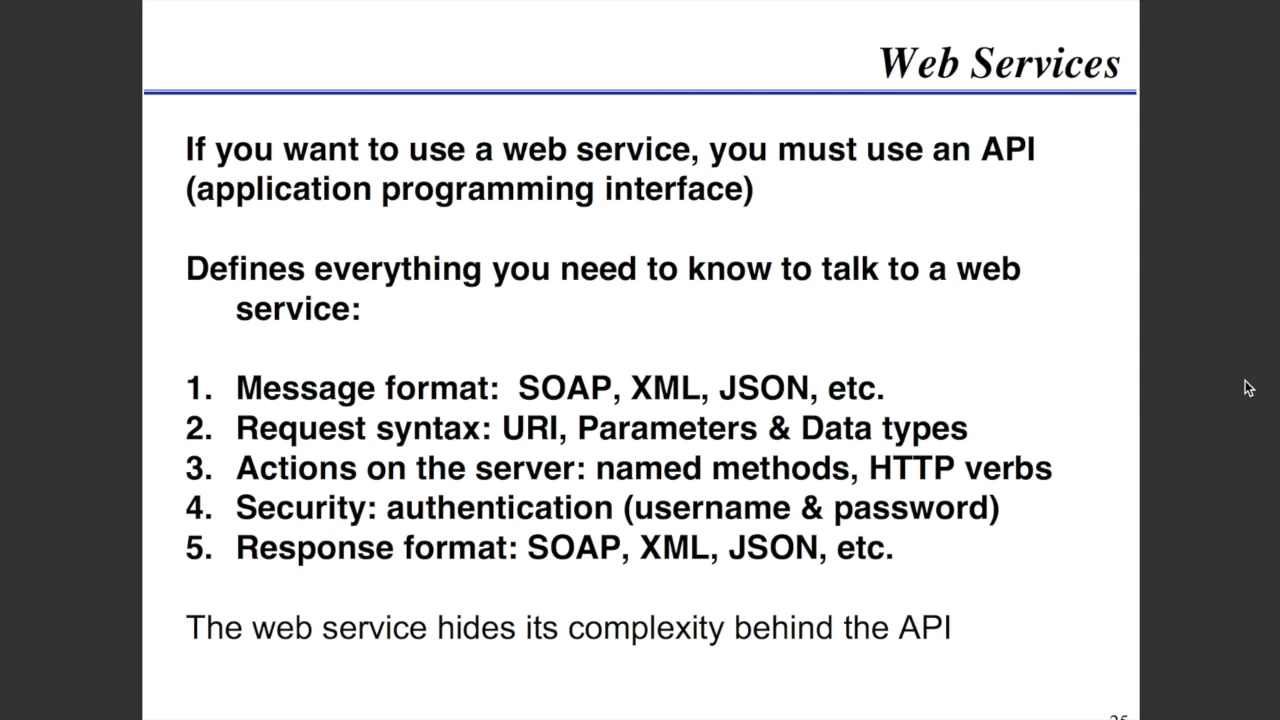 Web Services
If you want to use a web service, you must use an API
(application programming interface)
Defines everything you need to know to talk to a web
service:
1. Message format: SOAP, XML, JSON, etc.
2. Request syntax: URI, Parameters & Data types
3. Actions on the server: named methods, HTTP verbs
4. Security: authentication (username & password)
5. Response format: SOAP, XML, JSON, etc.
The web service hides its complexity behind the API